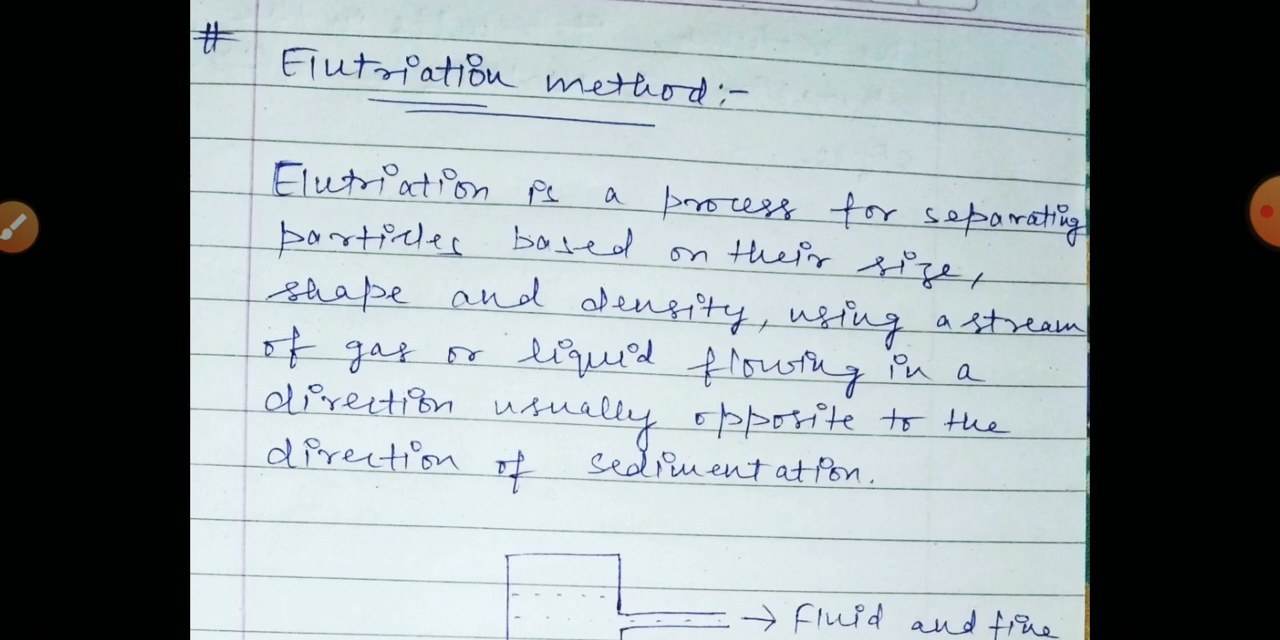 #
Elutriation method:-
Elutriation is a process for separating
particles based on their size,
shape and density, using a stream
of gas or liquid flowing in a
direction usually opposite to the
direction of sedimentation.
→ Fluid and fine